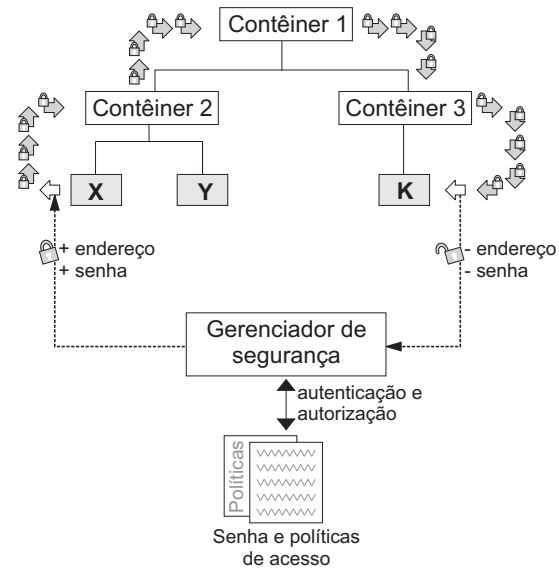 Contêiner 1
Contêiner 2
Contêiner 3
X
Y
K
+ endereço
+ senha
- endereço
- senha
Gerenciador de
segurança
autenticação e
autorização
Políticas
Senha e políticas
de acesso